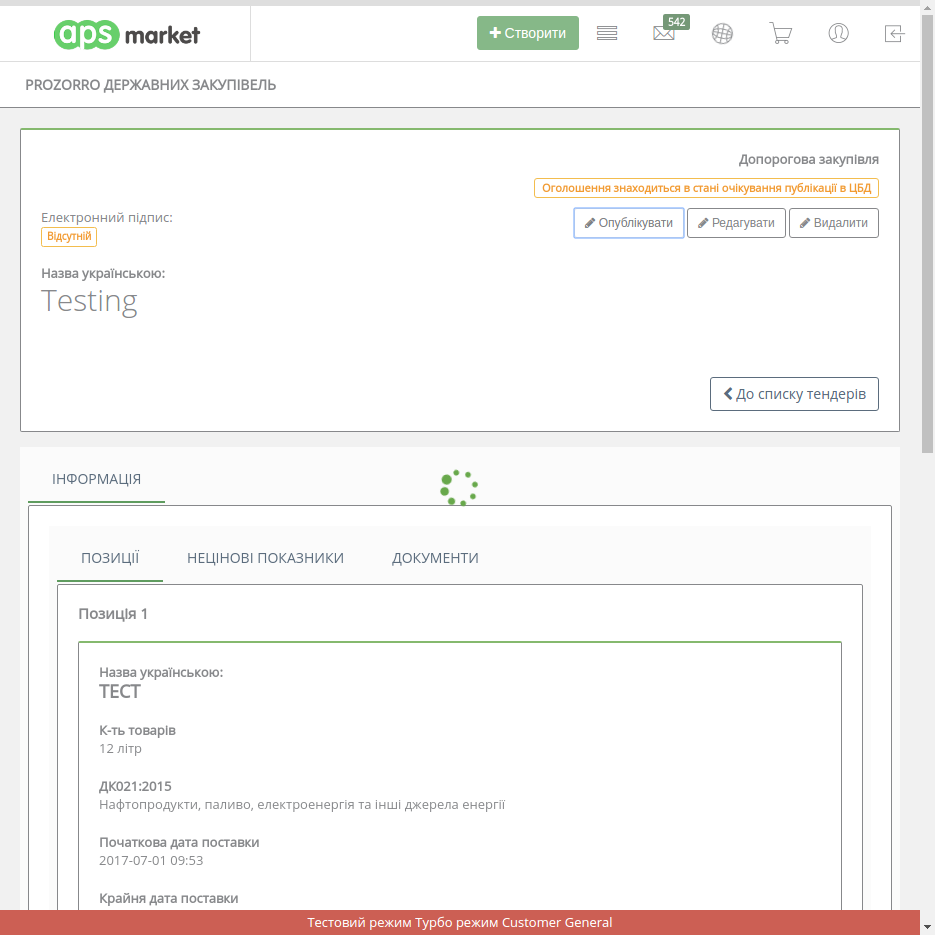 aps market
Створити
542
PROZORRO ДЕРЖАВНИХ ЗАКУПІВЕЛЬ
Допорогова закупівля
Оголошення знаходиться в стані очікування публікації в ЦБД
Електронний підпис:
Відсутній
Опублікувати
Редагувати
Видалити
Назва українською:
Testing
До списку тендерів
ІНФОРМАЦІЯ
ПОЗИЦІЇ
НЕЦІНОВІ ПОКАЗНИКИ
ДОКУМЕНТИ
Позиція 1
Назва українською:
ТЕСТ
К-ть товарів
12 літр
ДК021:2015
Нафтопродукти, паливо, електроенергія та інші джерела енергії
Початкова дата поставки
2017-07-01 09:53
Крайня дата поставки
Тестовий режим Турбо режим Customer General